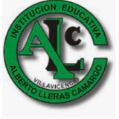 INSTITUCION EDUCATIVA
ALC
VILLAVICENCIO
ALBERTO LLERAS CAMARGO